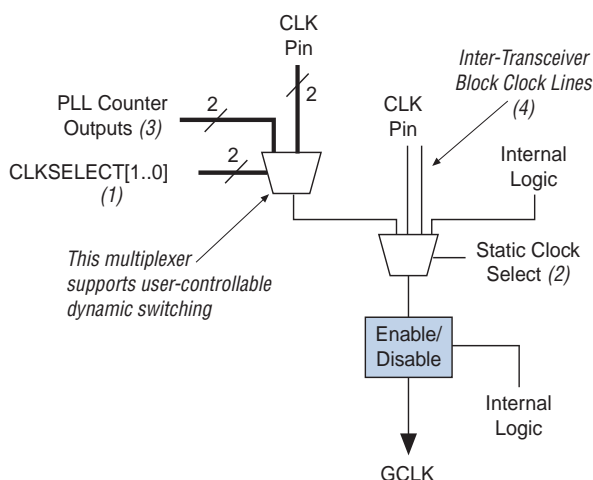 CLK
Pin
2
Inter-Transceiver
Block Clock Lines
(4)
PLL Counter
Outputs (3)
2
CLK
Pin
CLKSELECT[1..0]
(1)
2
Internal
Logic
This multiplexer
supports user-controllable
dynamic switching
Static Clock
Select (2)
Enable/
Disable
Internal
Logic
GCLK